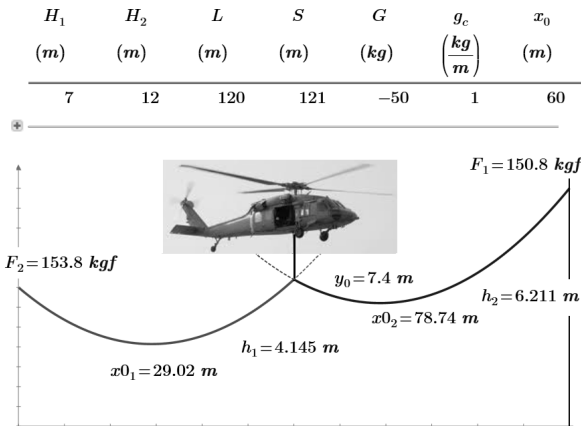 H₁ H₂ L S G g_c x₀
(m) (m) (m) (m) (kg) (kg/m) (m)
7 12 120 121 −50 1 60
F₁=150.8 kgf
F₂=153.8 kgf
y₀=7.4 m
h₂=6.211 m
x0₂=78.74 m
h₁=4.145 m
x0₁=29.02 m